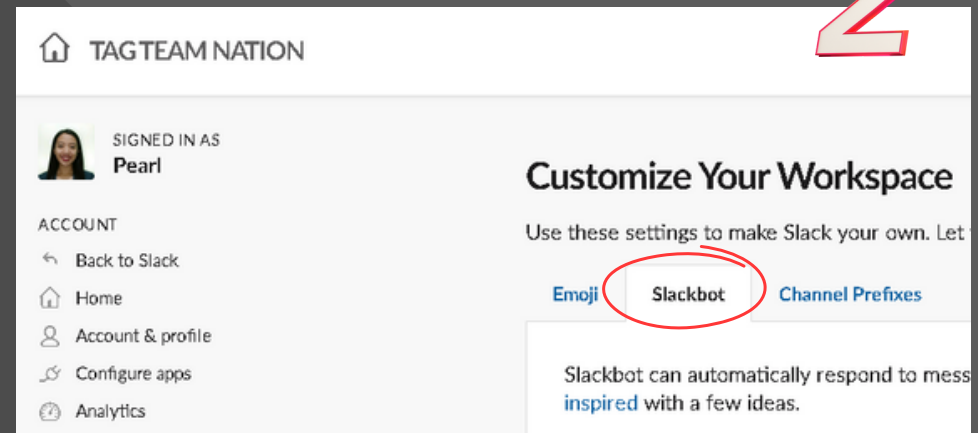 2
TAGTEAM NATION
SIGNED IN AS
Pearl
ACCOUNT
Back to Slack
Home
Account & profile
Configure apps
Analytics
Customize Your Workspace
Use these settings to make Slack your own. Let
Emoji
Slackbot
Channel Prefixes
Slackbot can automatically respond to mess
inspired with a few ideas.